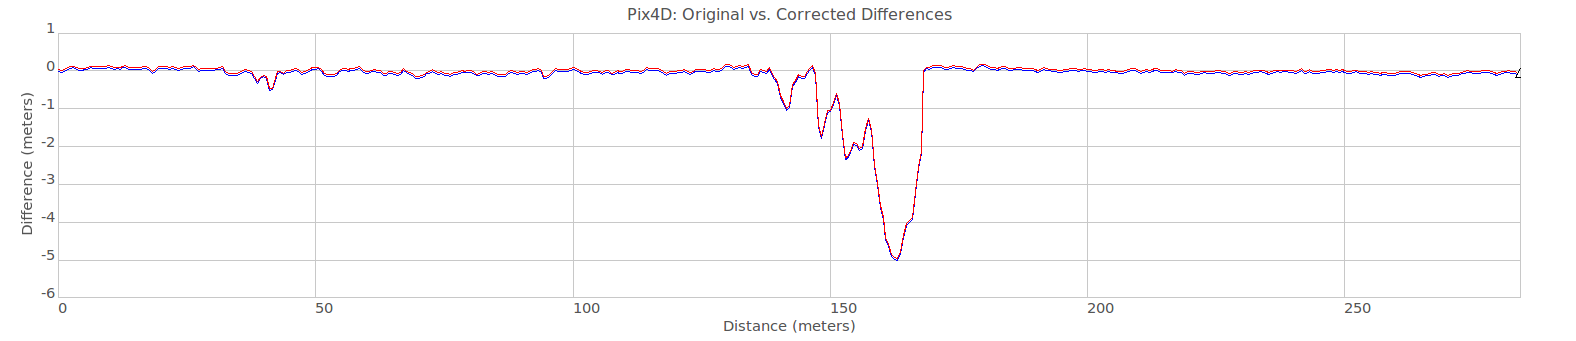 Pix4D: Original vs. Corrected Differences
1
0
-1
-2
-3
-4
-5
-6
Difference (meters)
0 50 100 150 200 250
Distance (meters)